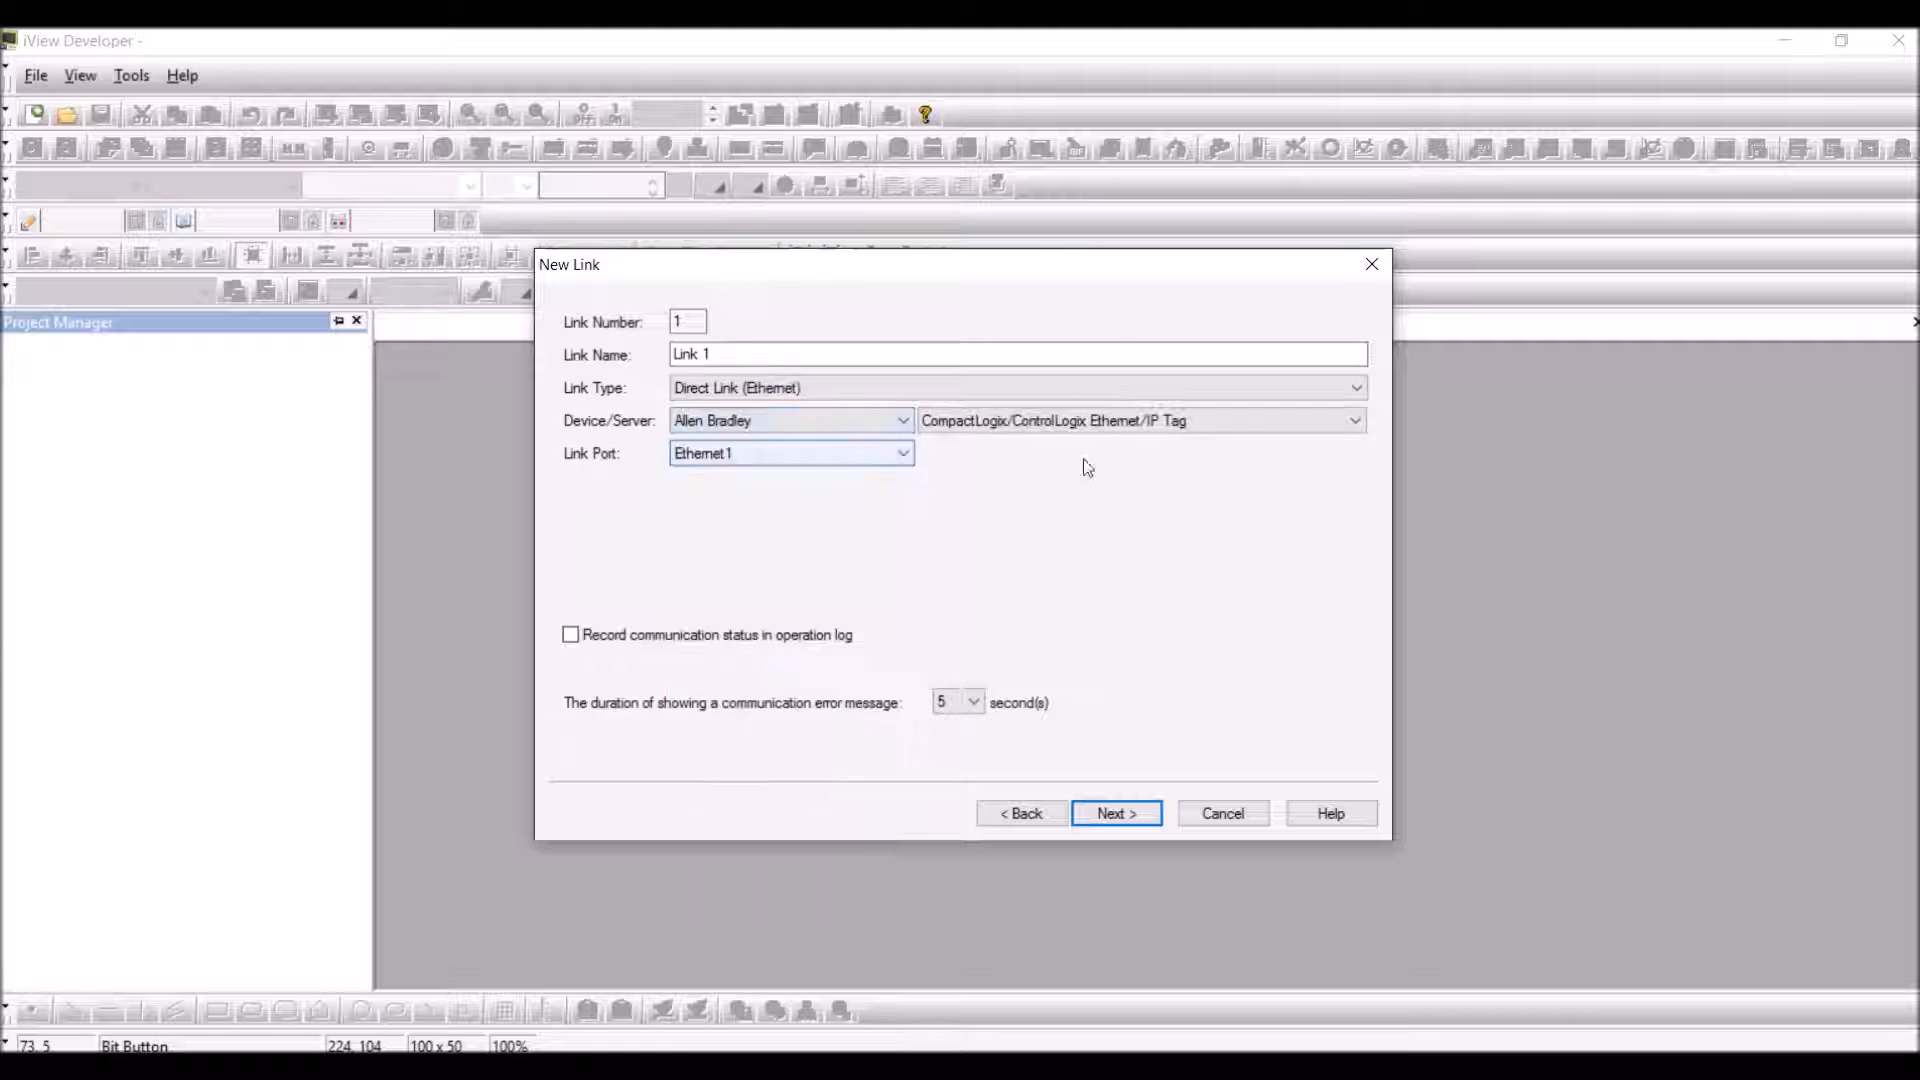 iView Developer -
File View Tools Help
New Link
Project Manager
Link Number: 1
Link Name: Link 1
Link Type: Direct Link (Ethernet)
Device/Server: Allen Bradley CompactLogix/ControlLogix Ethernet/IP Tag
Link Port: Ethernet1
Record communication status in operation log
The duration of showing a communication error message: 5 second(s)
< Back Next > Cancel Help
73, 5 Bit Button 224, 104 100 x 50 100%